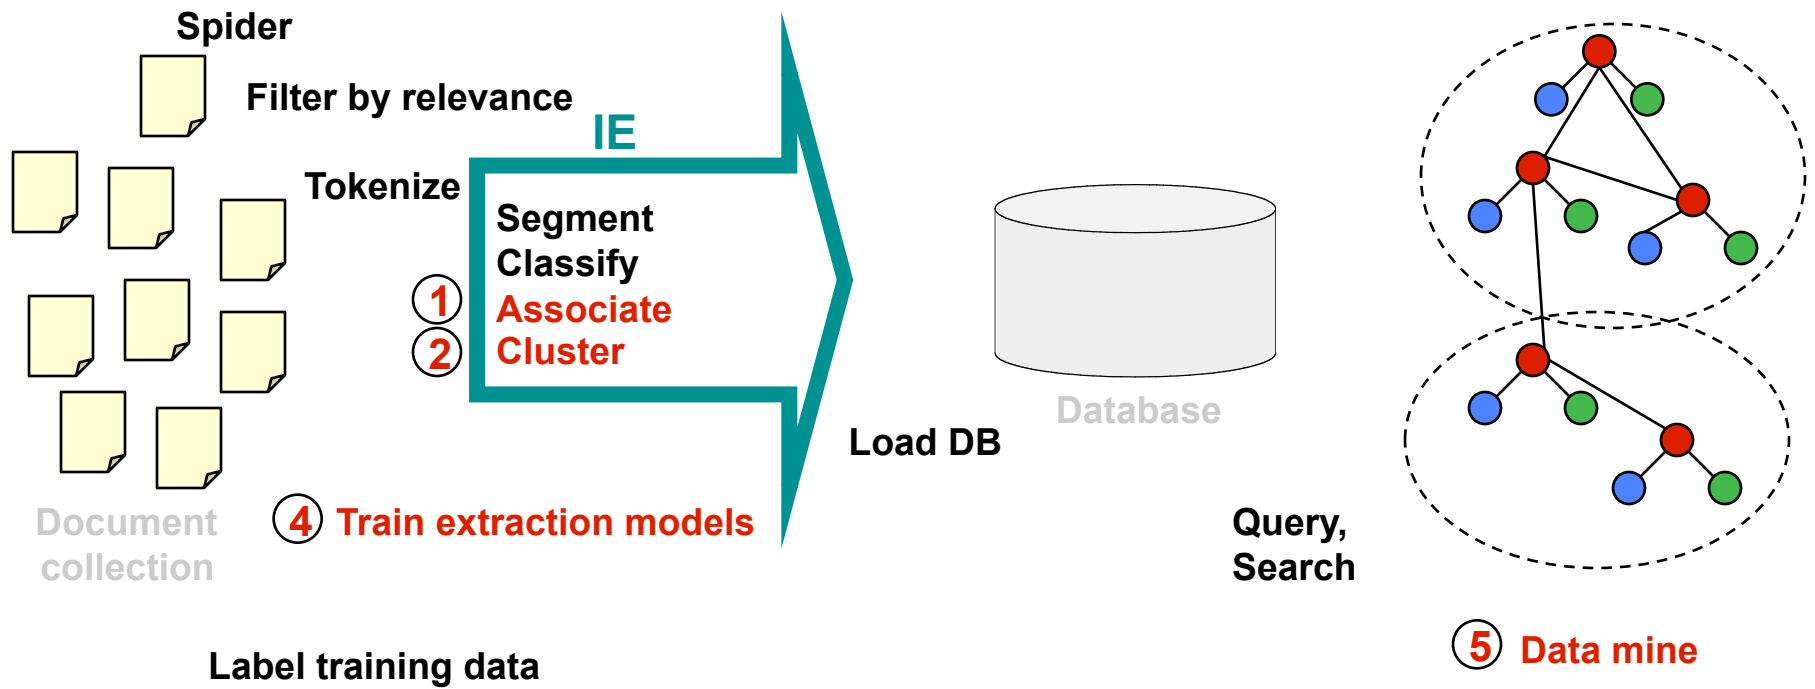 Spider
Filter by relevance
IE
Tokenize
Segment
Classify
1 Associate
2 Cluster
Database
Load DB
Document
collection
4 Train extraction models
Query,
Search
Label training data
5 Data mine